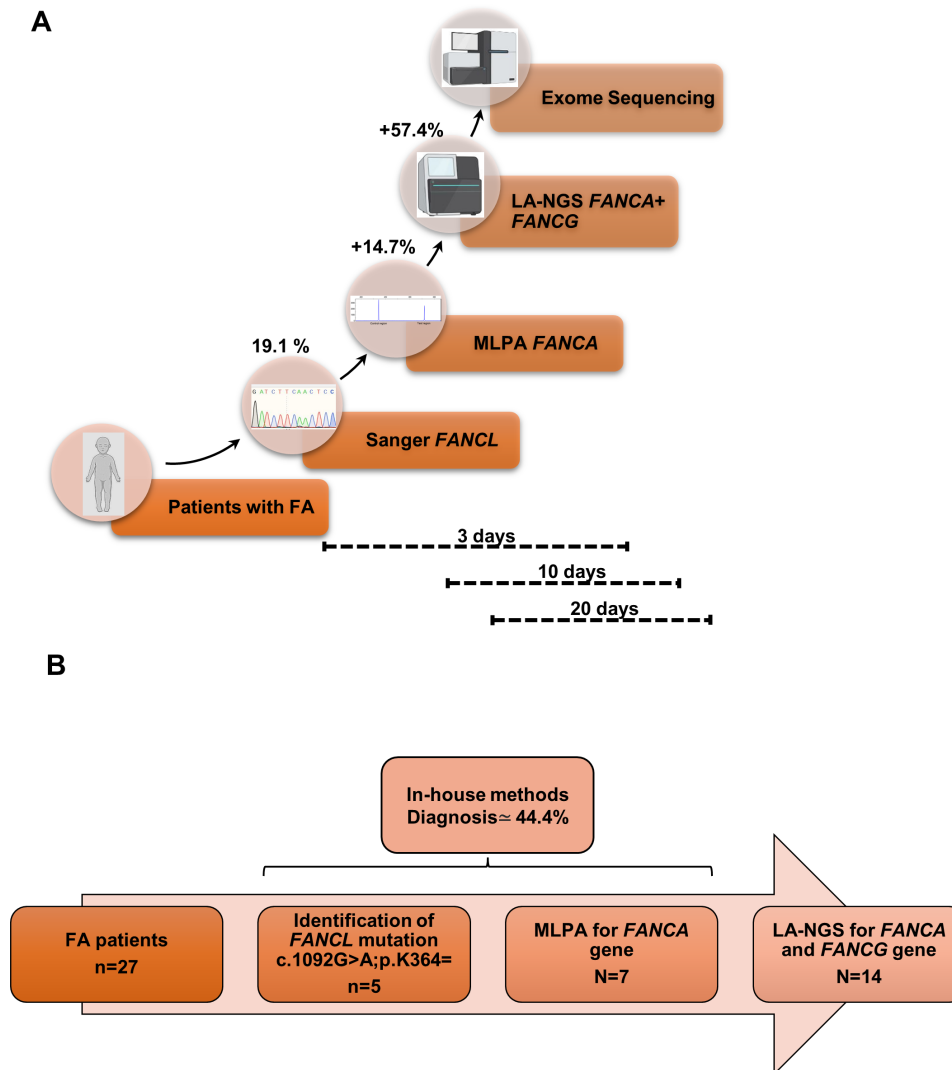 A
Exome Sequencing
+57.4%
LA-NGS FANCA+
FANCG
+14.7%
MLPA FANCA
19.1 %
GATCTTCAACTCC
Sanger FANCL
Patients with FA
3 days
10 days
20 days
B
In-house methods
Diagnosis≃ 44.4%
FA patients
n=27
Identification of
FANCL mutation
c.1092G>A;p.K364=
n=5
MLPA for FANCA
gene
N=7
LA-NGS for FANCA
and FANCG gene
N=14